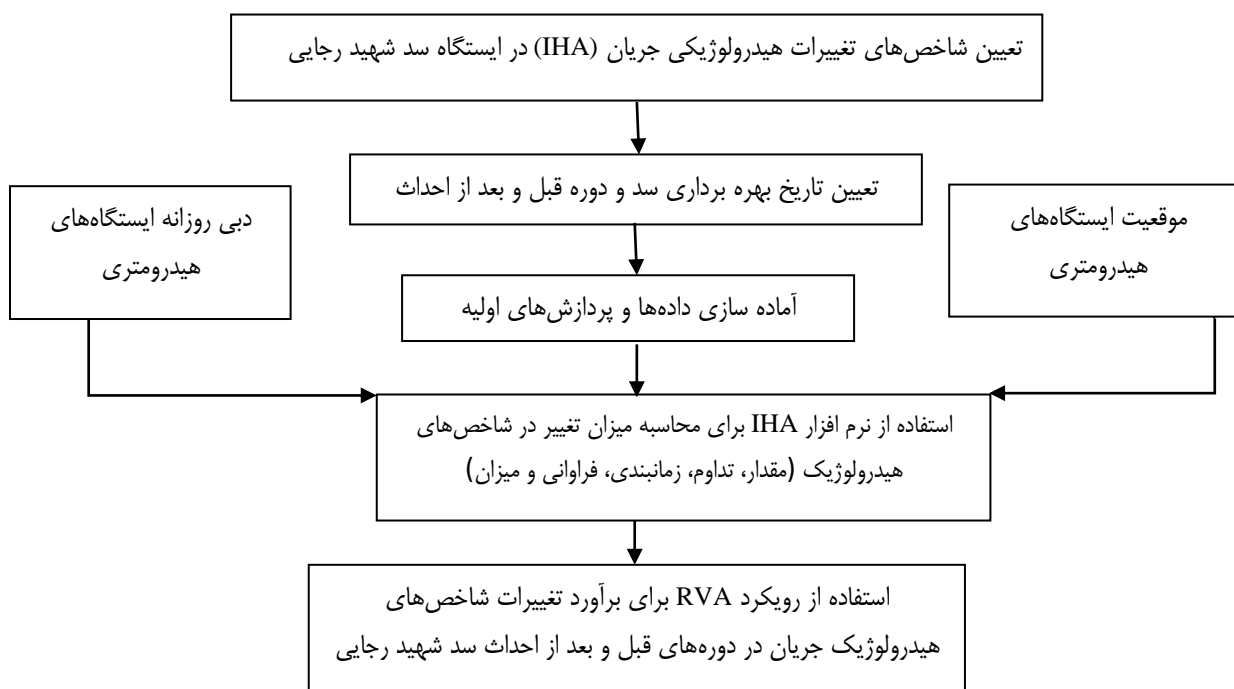 تعیین شاخص‌های تغییرات هیدرولوژیکی جریان (IHA) در ایستگاه سد شهید رجایی
تعیین تاریخ بهره برداری سد و دوره قبل و بعد از احداث
موقعیت ایستگاه‌های
هیدرومتری
دبی روزانه ایستگاه‌های
هیدرومتری
آماده سازی داده‌ها و پردازش‌های اولیه
استفاده از نرم افزار IHA برای محاسبه میزان تغییر در شاخص‌های
هیدرولوژیک (مقدار، تداوم، زمانبندی، فراوانی و میزان)
استفاده از رویکرد RVA برای برآورد تغییرات شاخص‌های
هیدرولوژیک جریان در دوره‌های قبل و بعد از احداث سد شهید رجایی